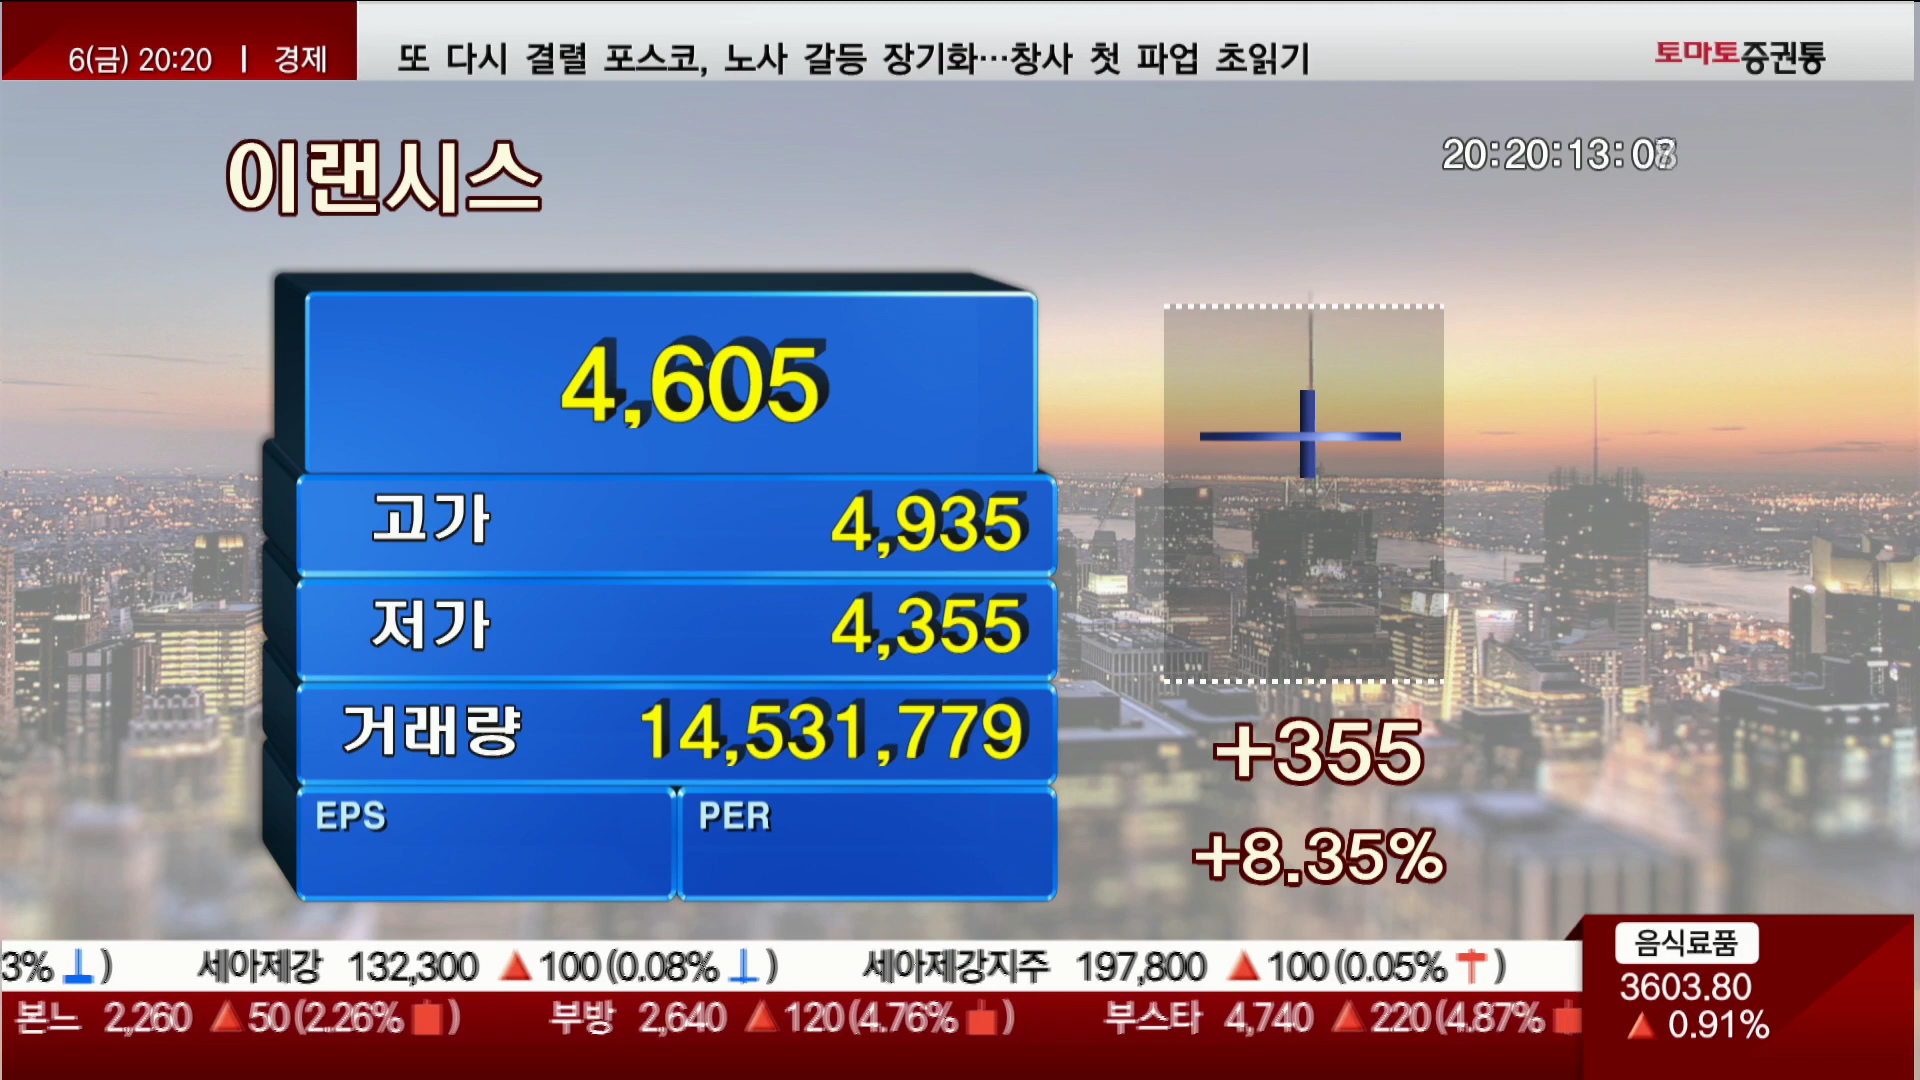 6(금) 20:20 | 경제
또 다시 결렬 포스코, 노사 갈등 장기화…창사 첫 파업 초읽기
토마토증권통
이랜시스
20:20:13:
4,605
고가 4,935
저가 4,355
거래량 14,531,779
EPS PER
+355
+8.35%
3% ) 세아제강 132,300 ▲100(0.08% ) 세아제강지주 197,800 ▲100(0.05% )
본느 2,260 ▲50(2.26% ) 부방 2,640 ▲120(4.76% ) 부스타 4,740 ▲220(4.87%
음식료품
3603.80
▲ 0.91%